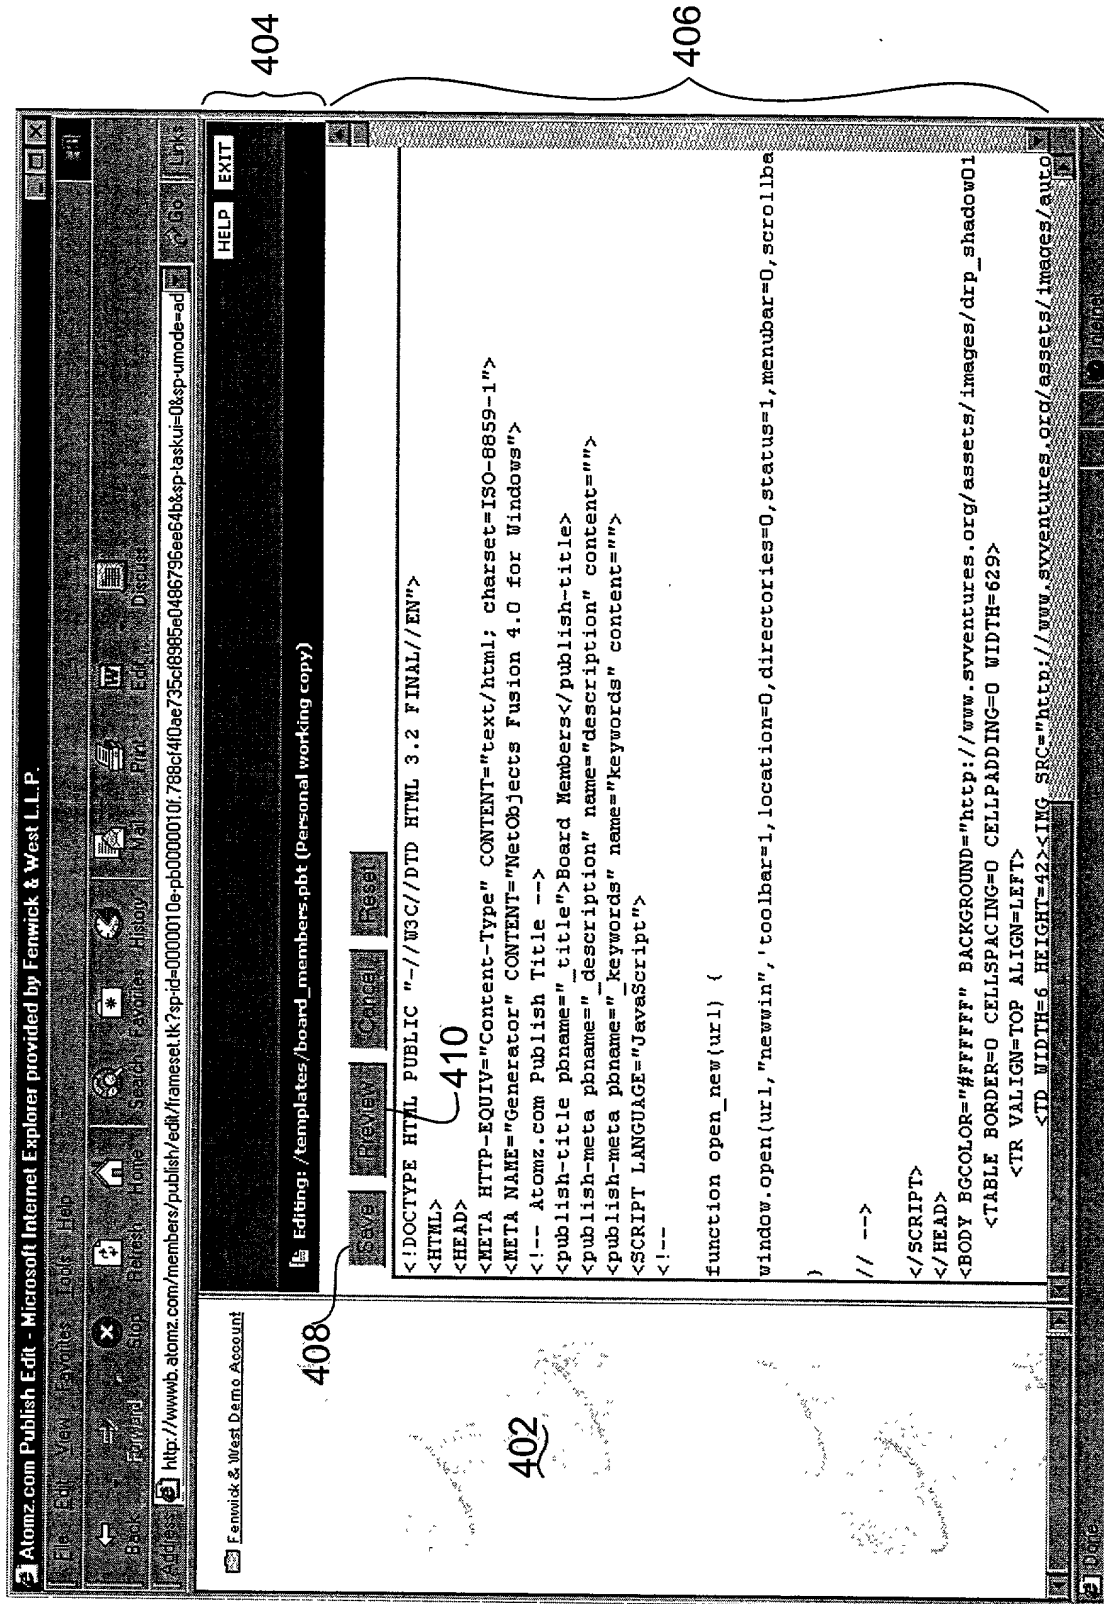 Atomz.com Publish Edit - Microsoft Internet Explorer provided by Fenwick & West L.L.P.
File Edit View Favorites Tools Help
Back Forward Stop Refresh Home Search Favorites History Mail Print Edit Discuss
Address http://wwwb.atomz.com/members/publish/edit/frameset.tk?sp-id=0000010e-pb0000010f.788cf4f0ae735cf8985e0486796ee64b&sp-taskui=0&sp-umode=ad Go Links
Fenwick & West Demo Account
HELP EXIT
404
Editing: /templates/board_members.pbt (Personal working copy)
408
Save Preview Cancel Reset
410
402
406
<!DOCTYPE HTML PUBLIC "-//W3C//DTD HTML 3.2 FINAL//EN">
<HTML>
<HEAD>
<META HTTP-EQUIV="Content-Type" CONTENT="text/html; charset=ISO-8859-1">
<META NAME="Generator" CONTENT="NetObjects Fusion 4.0 for Windows">
<!-- Atomz.com Publish Title -->
<publish-title pbname="_title">Board Members</publish-title>
<publish-meta pbname="_description" name="description" content="">
<publish-meta pbname="_keywords" name="keywords" content="">
<SCRIPT LANGUAGE="JavaScript">
<!--
function open_new(url) {
window.open(url,"newwin",'toolbar=1,location=0,directories=0,status=1,menubar=0,scrollba
}
// -->
</SCRIPT>
</HEAD>
<BODY BGCOLOR="#FFFFFF" BACKGROUND="http://www.svventures.org/assets/images/drp_shadow01
<TABLE BORDER=0 CELLSPACING=0 CELLPADDING=0 WIDTH=629>
<TR VALIGN=TOP ALIGN=LEFT>
<TD WIDTH=6 HEIGHT=42><IMG SRC="http://www.svventures.org/assets/images/auto
Done Internet